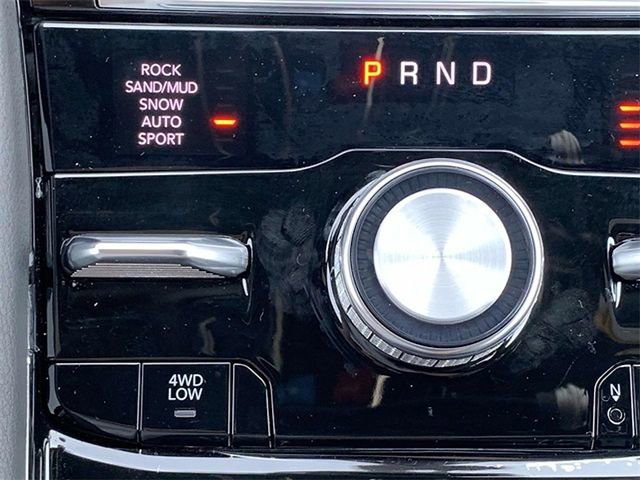 ROCK
SAND/MUD
SNOW
AUTO
SPORT
P R N D
4WD
LOW
N